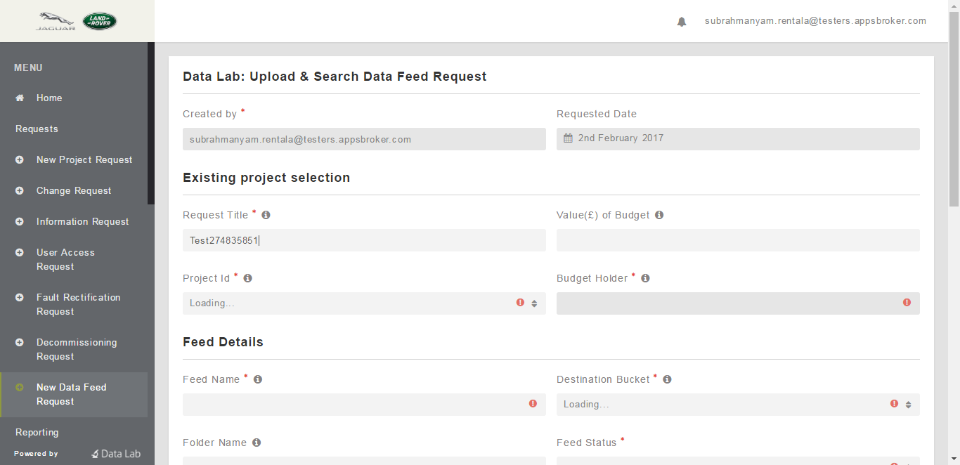 JAGUAR
LAND-
ROVER
subrahmanyam.rentala@testers.appsbroker.com
MENU
Home
Requests
New Project Request
Change Request
Information Request
User Access
Request
Fault Rectification
Request
Decommissioning
Request
New Data Feed
Request
Reporting
Powered by
Data Lab
Data Lab: Upload & Search Data Feed Request
Created by *
Requested Date
subrahmanyam.rentala@testers.appsbroker.com
2nd February 2017
Existing project selection
Request Title *
Value(£) of Budget
Test274835851
Project Id *
Budget Holder *
Loading...
Feed Details
Feed Name *
Destination Bucket *
Loading...
Folder Name
Feed Status *